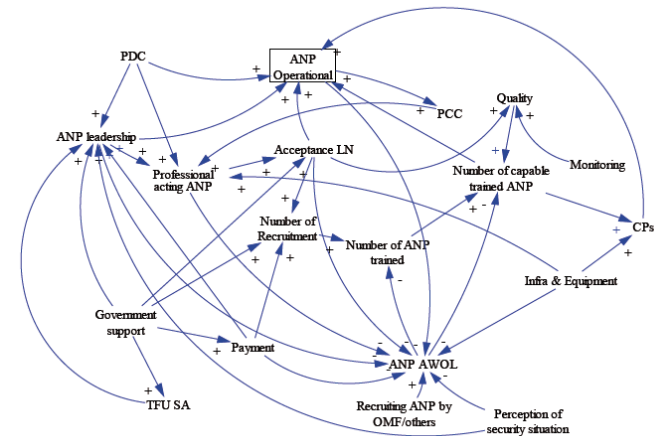 PDC
ANP
Operational
PCC
Quality
ANP leadership
Acceptance LN
Professional
acting ANP
Number of capable
trained ANP
Monitoring
Number of
Recruitment
Number of ANP
trained
CPs
Infra & Equipment
Government
support
Payment
ANP AWOL
TFU SA
Recruiting ANP by
OMF/others
Perception of
security situation